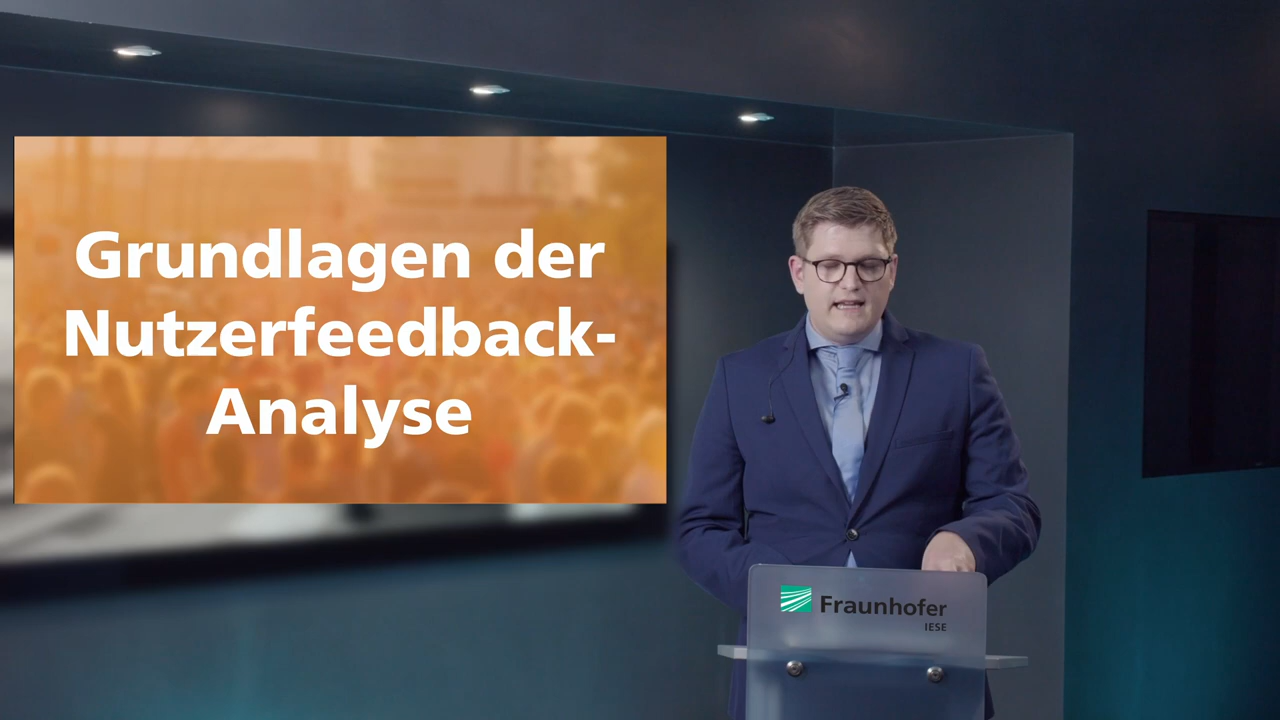 Grundlagen der
Nutzerfeedback-
Analyse
Fraunhofer
IESE